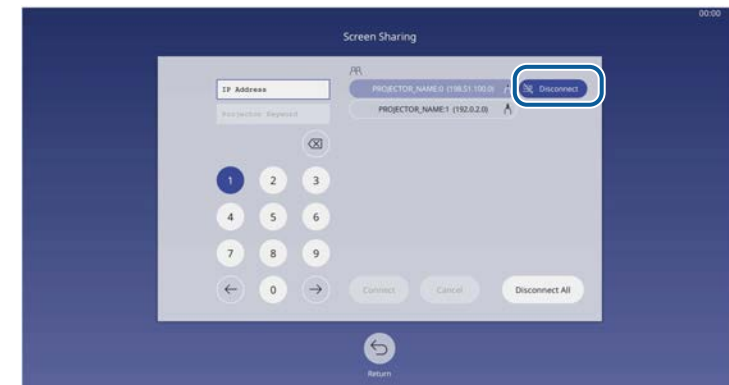 00:00
Screen Sharing
IP Address
Projector Keyword
PROJECTOR_NAME:0 (198.51.100.0)
Disconnect
PROJECTOR_NAME:1 (192.0.2.0)
1 2 3
4 5 6
7 8 9
0
Connect Cancel Disconnect All
Return